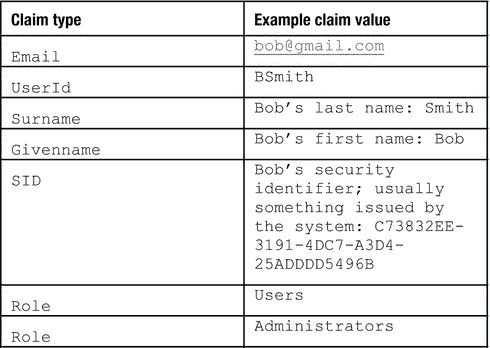 Claim type Example claim value
Email bob@gmail.com
UserId BSmith
Surname Bob's last name: Smith
Givenname Bob's first name: Bob
SID Bob's security
identifier; usually
something issued by
the system: C73832EE-
3191-4DC7-A3D4-
25ADDDD5496B
Role Users
Role Administrators